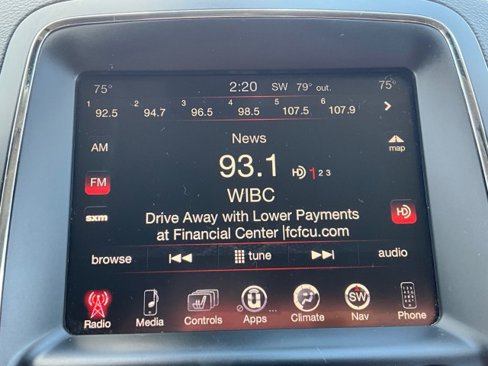 75° 2:20 SW 79° out. 75°
1 92.5 2 94.7 3 96.5 4 98.5 5 107.5 6 107.9
News
AM
93.1 HD 1 2 3
map
FM
WIBC
HD
sxm
Drive Away with Lower Payments
at Financial Center |fcfcu.com
browse tune audio
SW
Radio Media Controls Apps Climate Nav Phone